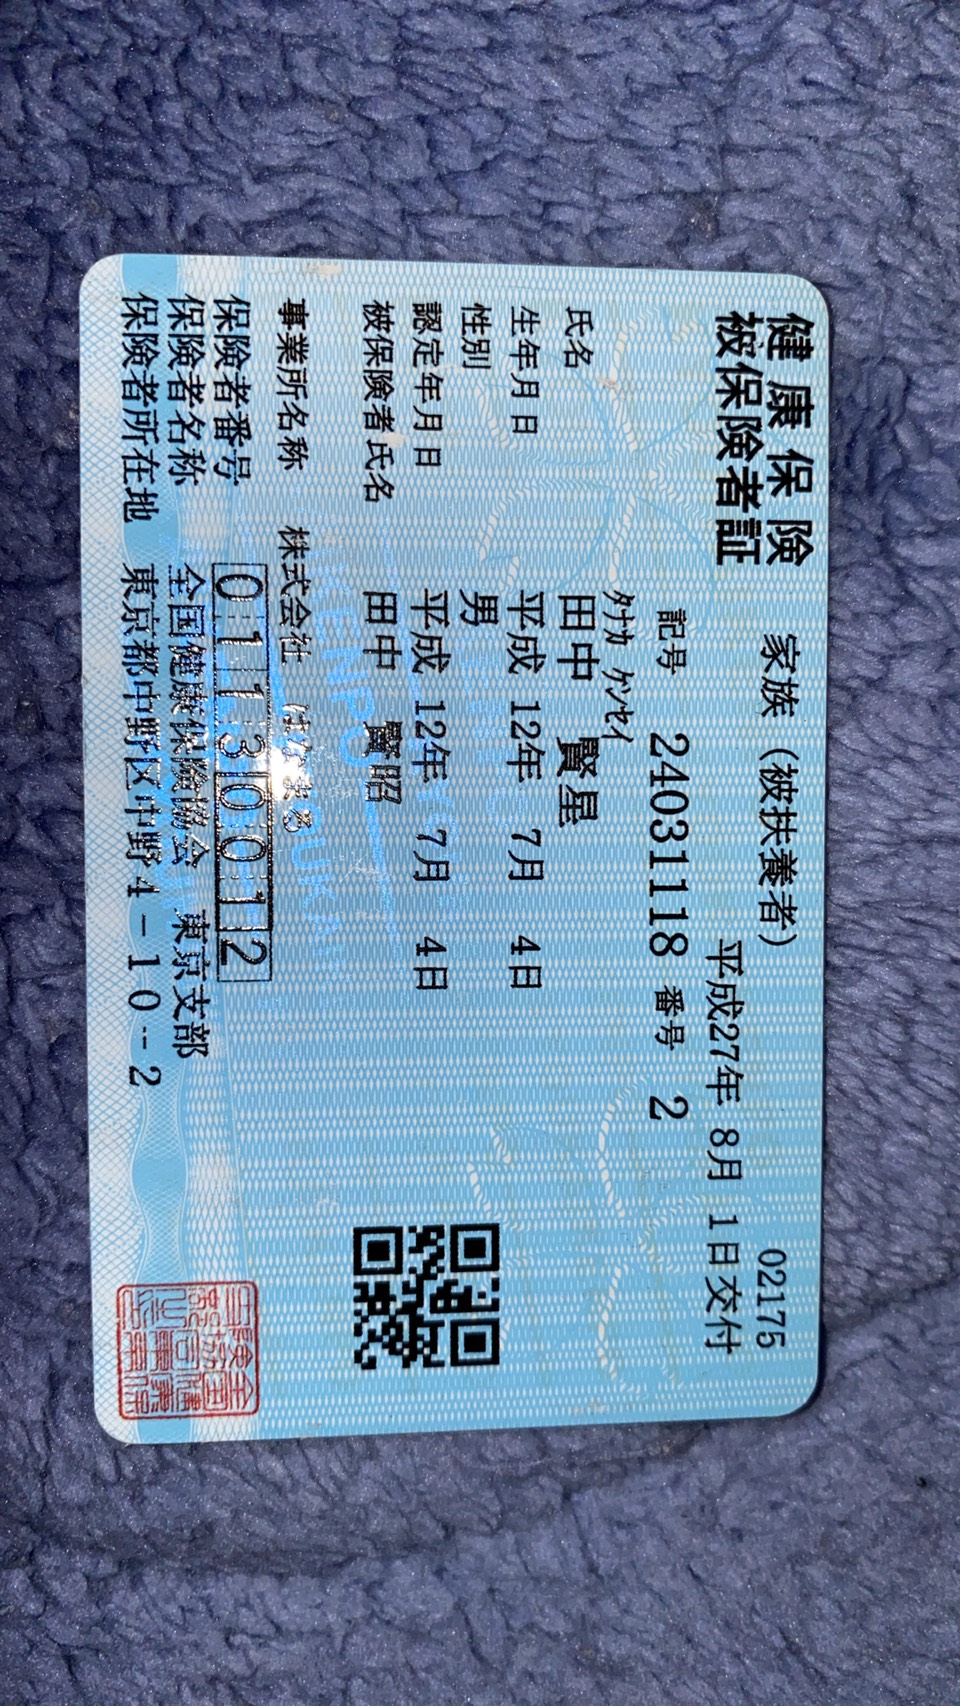 健康保険
被保険者証
家族（被扶養者）
02175
平成27年 8月 1日交付
記号 24031118 番号 2
ﾀﾅｶ ｹﾝｾｲ
氏名 田中 賢星
生年月日 平成 12年 7月 4日
性別 男
認定年月日 平成 12年 7月 4日
被保険者氏名 田中 賢昭
事業所名称 株式会社 はなまる
保険者番号 01130012
保険者名称 全国健康保険協会 東京支部
保険者所在地 東京都中野区中野4-10-2